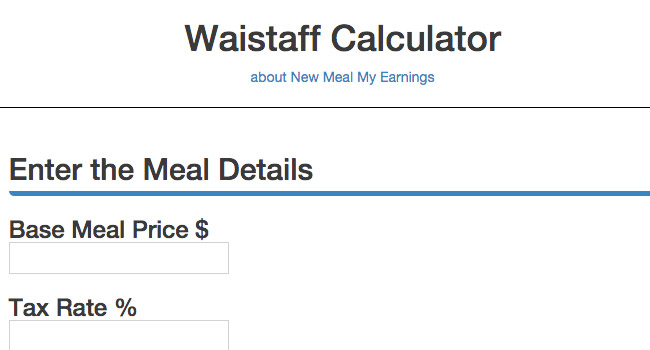 Waistaff Calculator
about New Meal My Earnings
Enter the Meal Details
Base Meal Price $
Tax Rate %